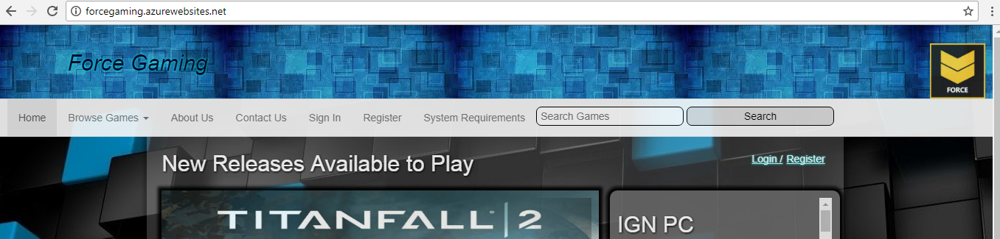 forcegaming.azurewebsites.net
Force Gaming
FORCE
Home Browse Games About Us Contact Us Sign In Register System Requirements Search Games Search
New Releases Available to Play
Login / Register
TITANFALL | 2
IGN PC